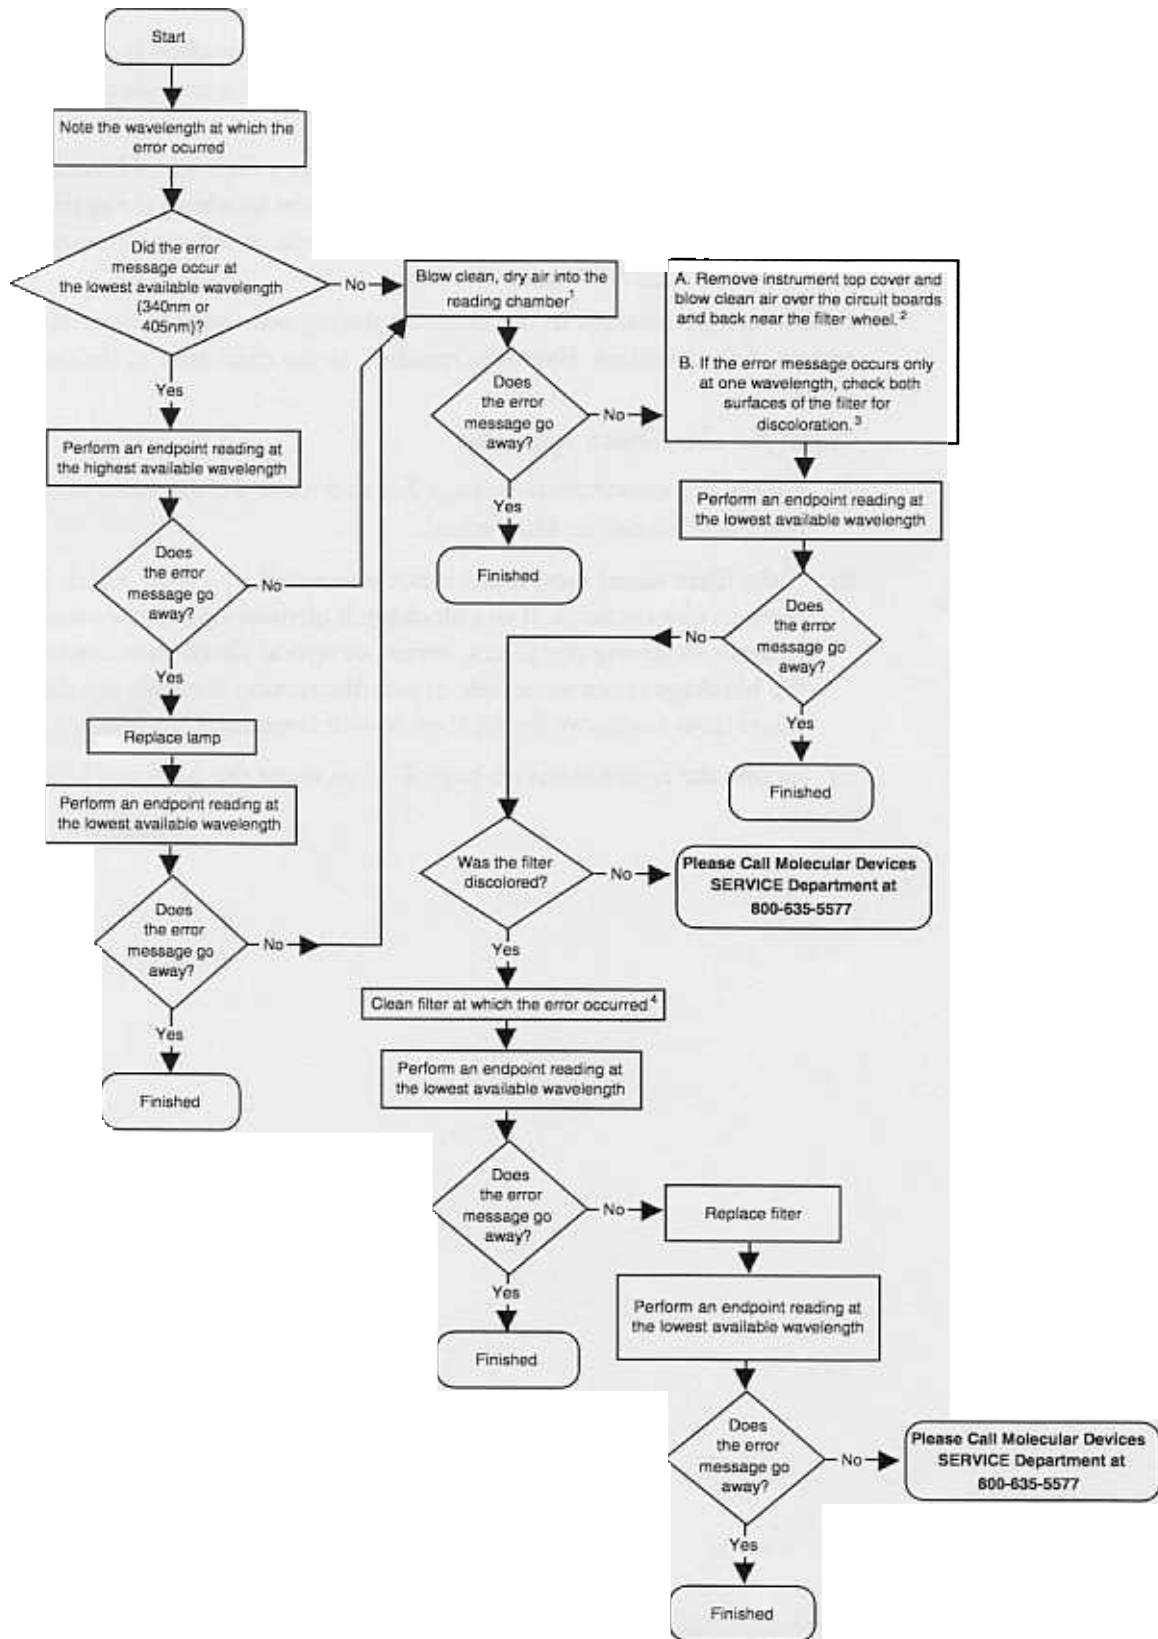 Start
Note the wavelength at which the
error ocurred
Did the error
message occur at
the lowest available wavelength
(340nm or
405nm)?
No
Yes
Perform an endpoint reading at
the highest available wavelength
Does
the error
message go
away?
No
Yes
Replace lamp
Perform an endpoint reading at
the lowest available wavelength
Does
the error
message go
away?
No
Yes
Finished
Blow clean, dry air into the
reading chamber¹
Does
the error
message go
away?
No
Yes
Finished
A. Remove instrument top cover and
blow clean air over the circuit boards
and back near the filter wheel.²
B. If the error message occurs only
at one wavelength, check both
surfaces of the filter for
discoloration.³
Perform an endpoint reading at
the lowest available wavelength
Does
the error
message go
away?
No
Yes
Finished
Was the filter
discolored?
No
Please Call Molecular Devices
SERVICE Department at
800-635-5577
Yes
Clean filter at which the error occurred⁴
Perform an endpoint reading at
the lowest available wavelength
Does
the error
message go
away?
No
Yes
Finished
Replace filter
Perform an endpoint reading at
the lowest available wavelength
Does
the error
message go
away?
No
Please Call Molecular Devices
SERVICE Department at
800-635-5577
Yes
Finished